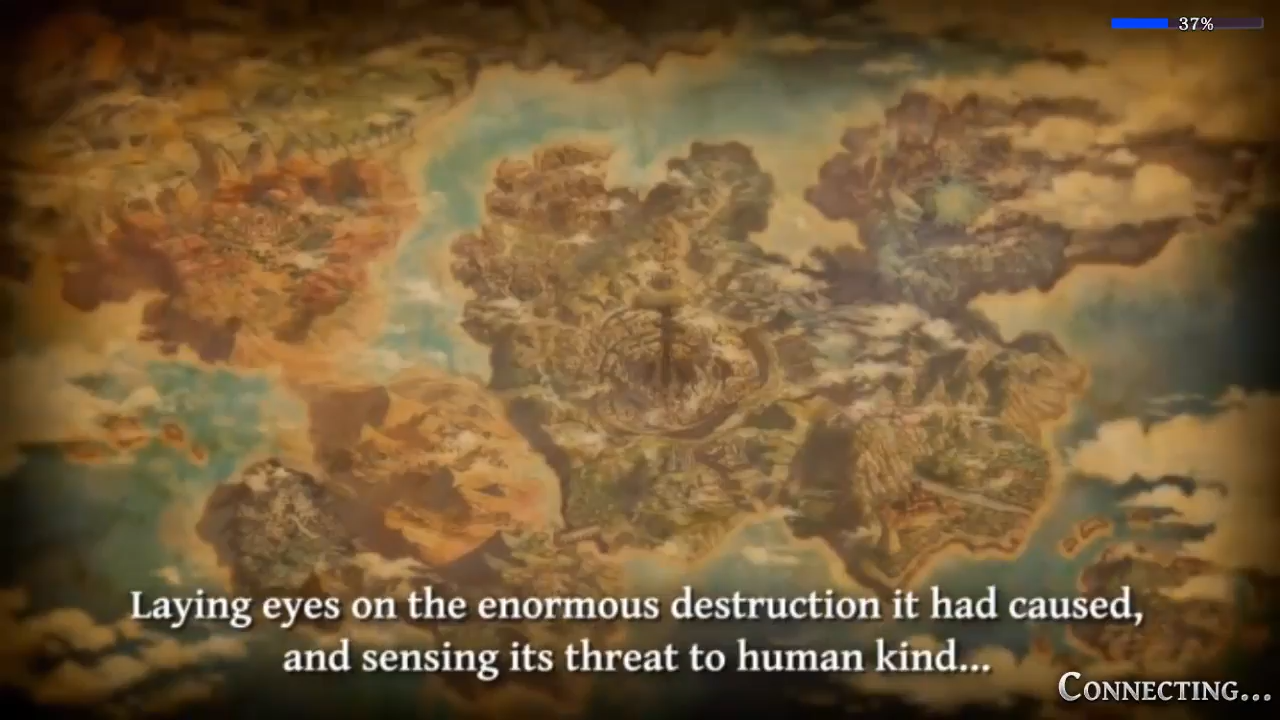 37%
Laying eyes on the enormous destruction it had caused,
and sensing its threat to human kind...
Connecting...